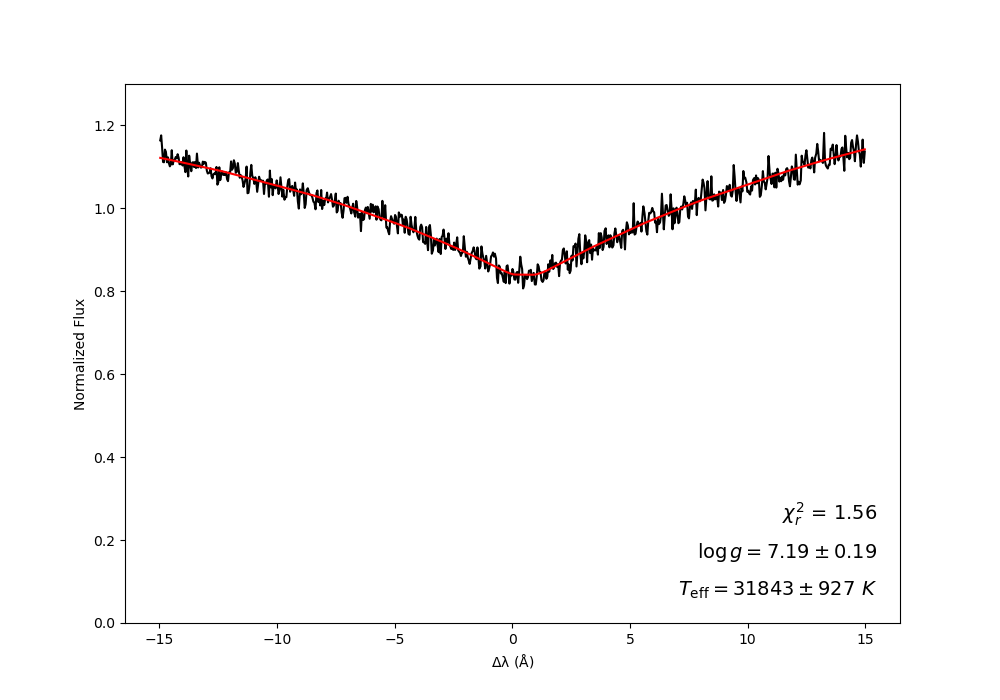 1.2
1.0
0.8
0.6
0.4
0.2
0.0
Normalized Flux
χ²ᵣ = 1.56
log g = 7.19 ± 0.19
T_eff = 31843 ± 927 K
−15 −10 −5 0 5 10 15
Δλ (Å)